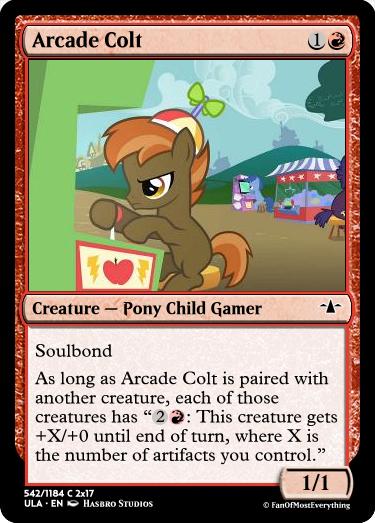 Arcade Colt 1
Creature — Pony Child Gamer
Soulbond
As long as Arcade Colt is paired with
another creature, each of those
creatures has “2: This creature gets
+X/+0 until end of turn, where X is
the number of artifacts you control.”
1/1
542/1184 C 2x17
ULA • EN Hasbro Studios
© FanOfMostEverything